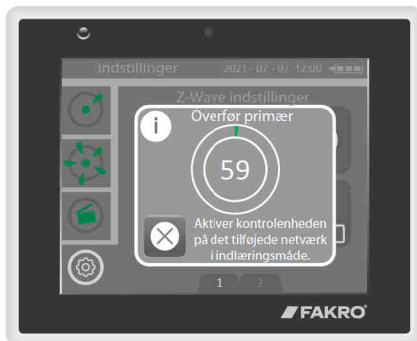 Indstillinger 2021 - 07 - 07 12:00
Z-Wave indstillinger
i Overfør primær
59
Aktiver kontrolenheden
på det tilføjede netværk
i indlæringsmåde.
1 2
FAKRO